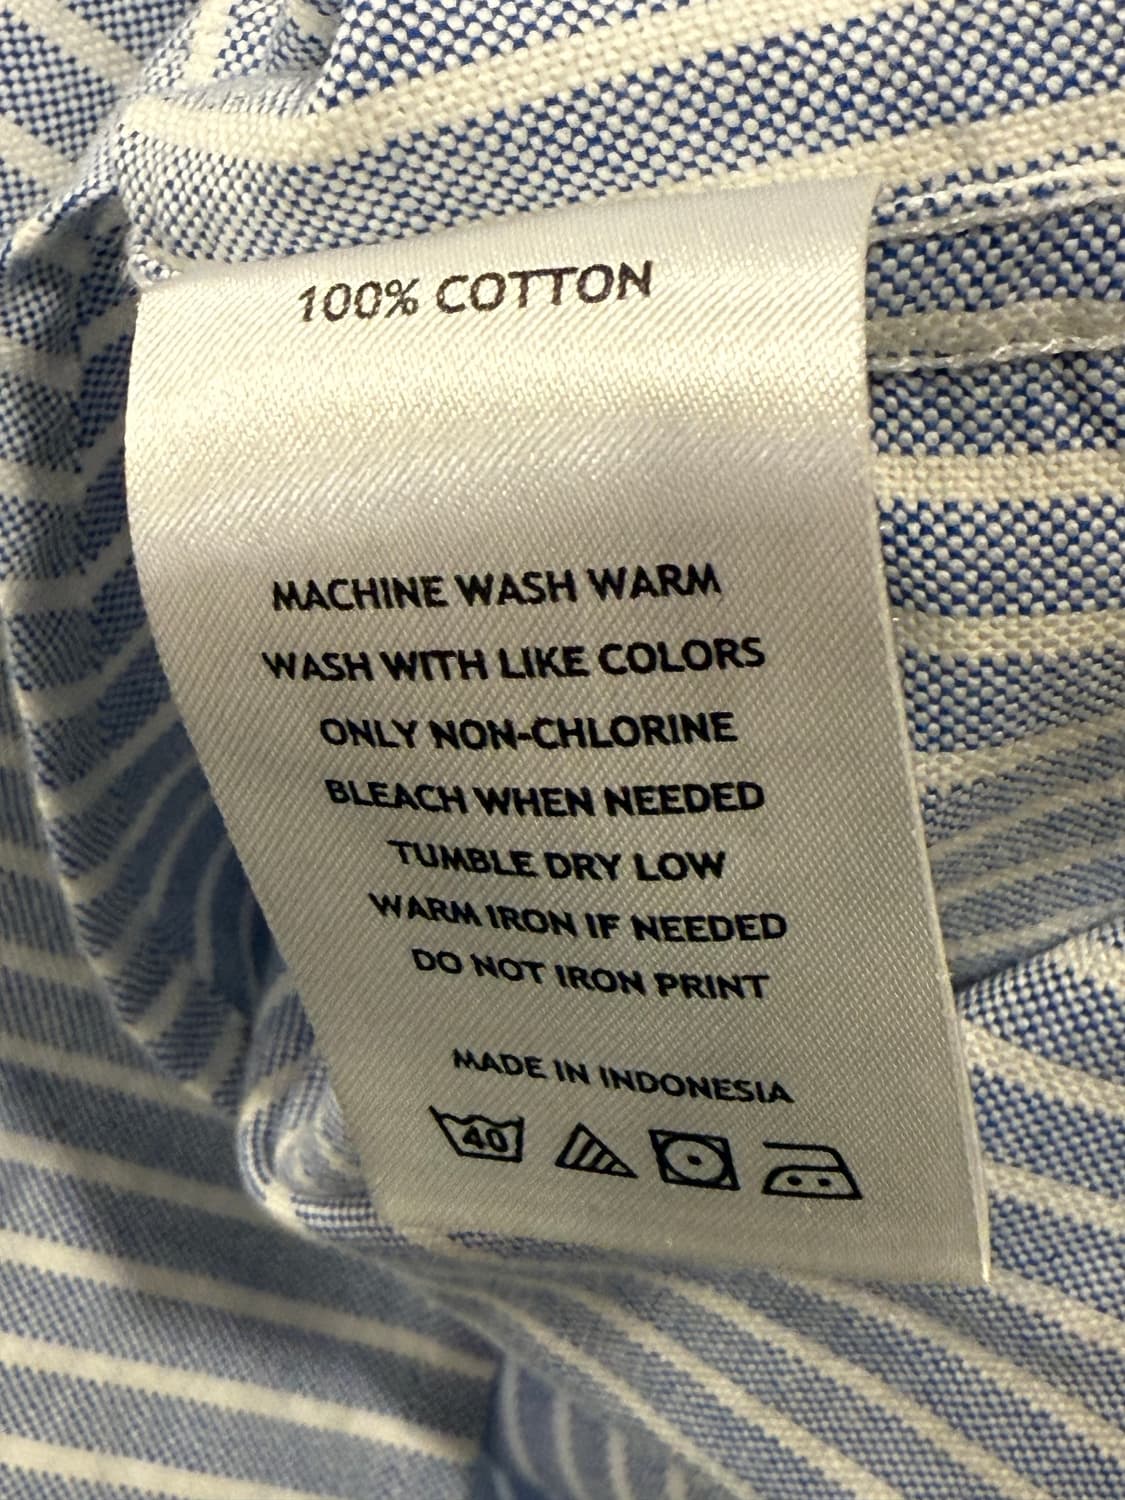 100% COTTON
MACHINE WASH WARM
WASH WITH LIKE COLORS
ONLY NON-CHLORINE
BLEACH WHEN NEEDED
TUMBLE DRY LOW
WARM IRON IF NEEDED
DO NOT IRON PRINT
MADE IN INDONESIA
40